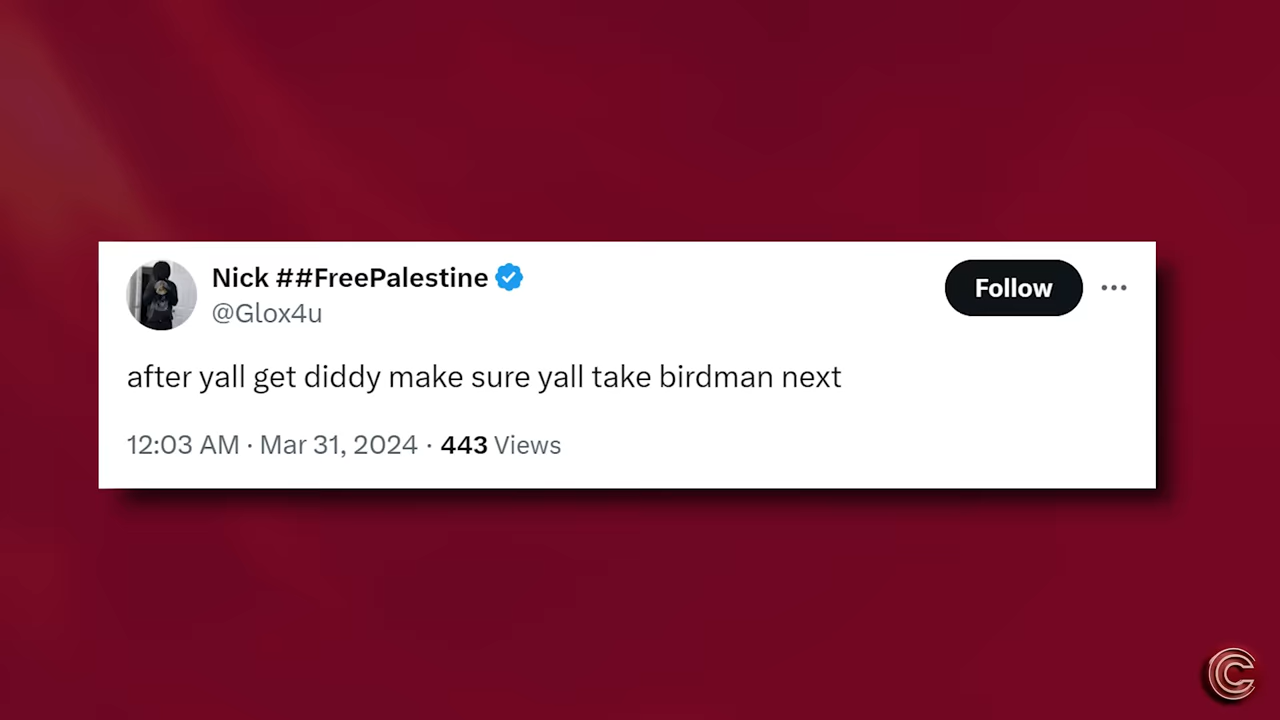 Nick ##FreePalestine
@Glox4u
Follow
after yall get diddy make sure yall take birdman next
12:03 AM · Mar 31, 2024 · 443 Views